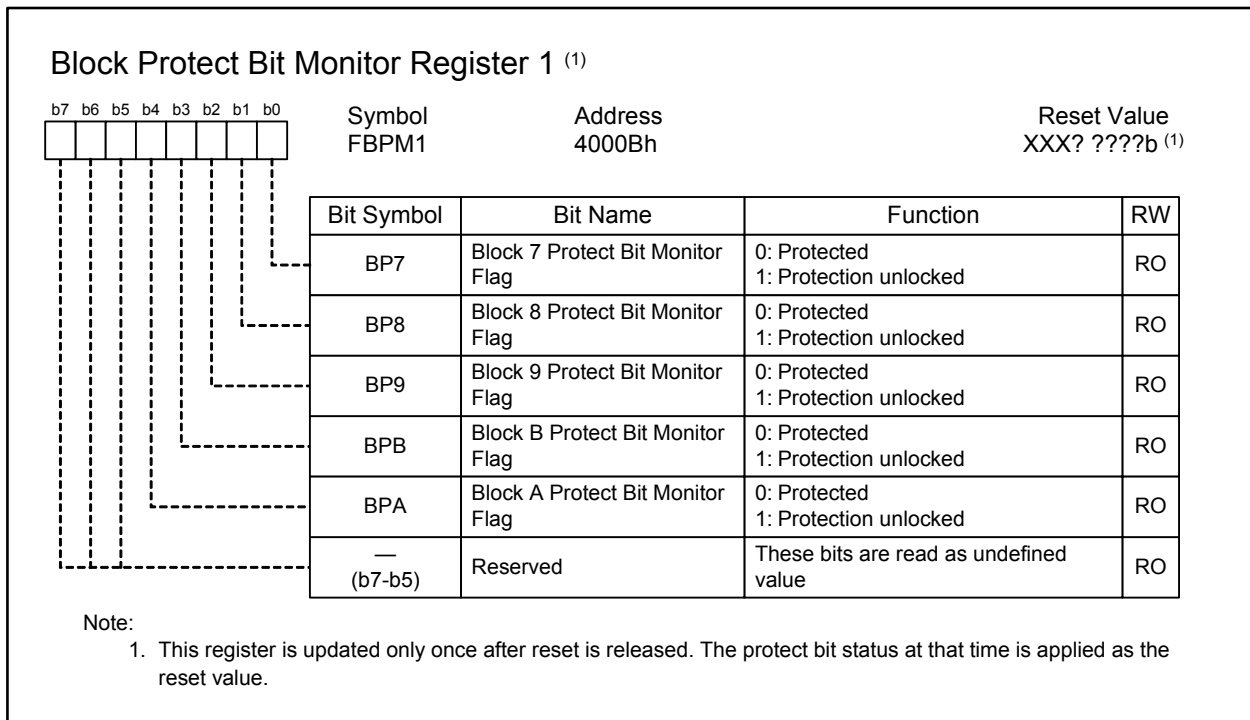 Block Protect Bit Monitor Register 1 (1)
b7 b6 b5 b4 b3 b2 b1 b0
Symbol Address Reset Value
FBPM1 4000Bh XXX? ????b (1)
Bit Symbol Bit Name Function RW
BP7 Block 7 Protect Bit Monitor Flag 0: Protected 1: Protection unlocked RO
BP8 Block 8 Protect Bit Monitor Flag 0: Protected 1: Protection unlocked RO
BP9 Block 9 Protect Bit Monitor Flag 0: Protected 1: Protection unlocked RO
BPB Block B Protect Bit Monitor Flag 0: Protected 1: Protection unlocked RO
BPA Block A Protect Bit Monitor Flag 0: Protected 1: Protection unlocked RO
— (b7-b5) Reserved These bits are read as undefined value RO
Note:
1. This register is updated only once after reset is released. The protect bit status at that time is applied as the
reset value.